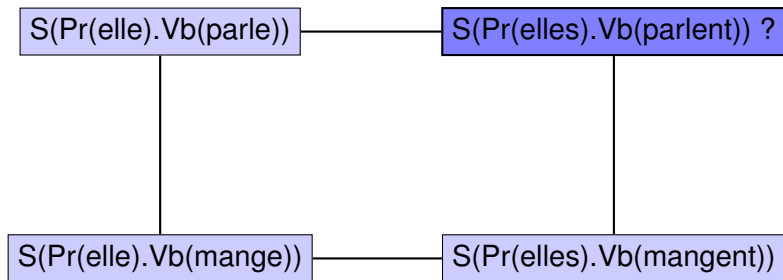 S(Pr(elle).Vb(parle))
S(Pr(elles).Vb(parlent)) ?
S(Pr(elle).Vb(mange))
S(Pr(elles).Vb(mangent))